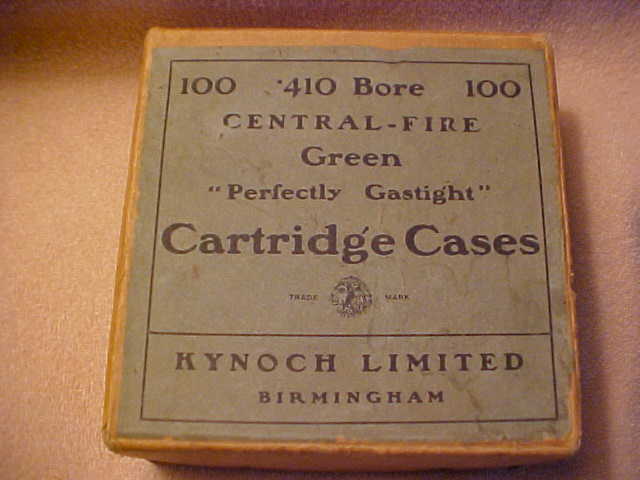 100 ·410 Bore 100
CENTRAL-FIRE
Green
"Perfectly Gastight"
Cartridge Cases
TRADE MARK
KYNOCH LIMITED
BIRMINGHAM